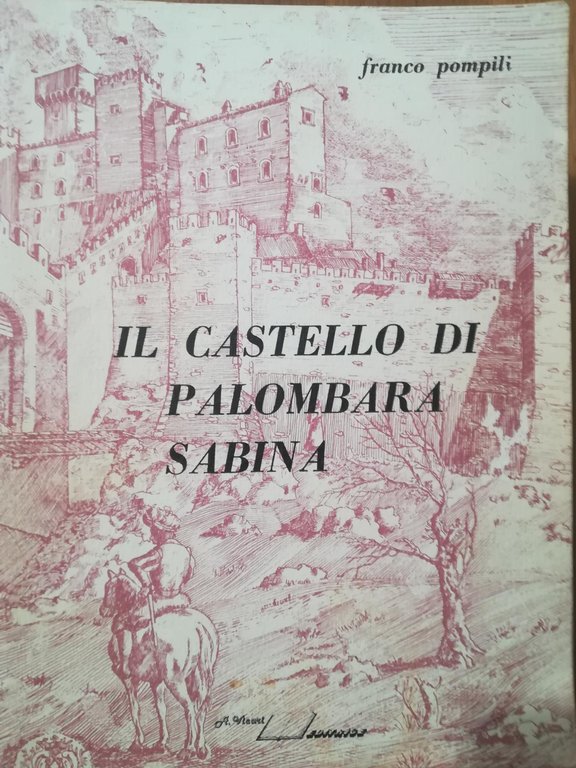 franco pompili
IL CASTELLO DI
PALOMBARA
SABINA